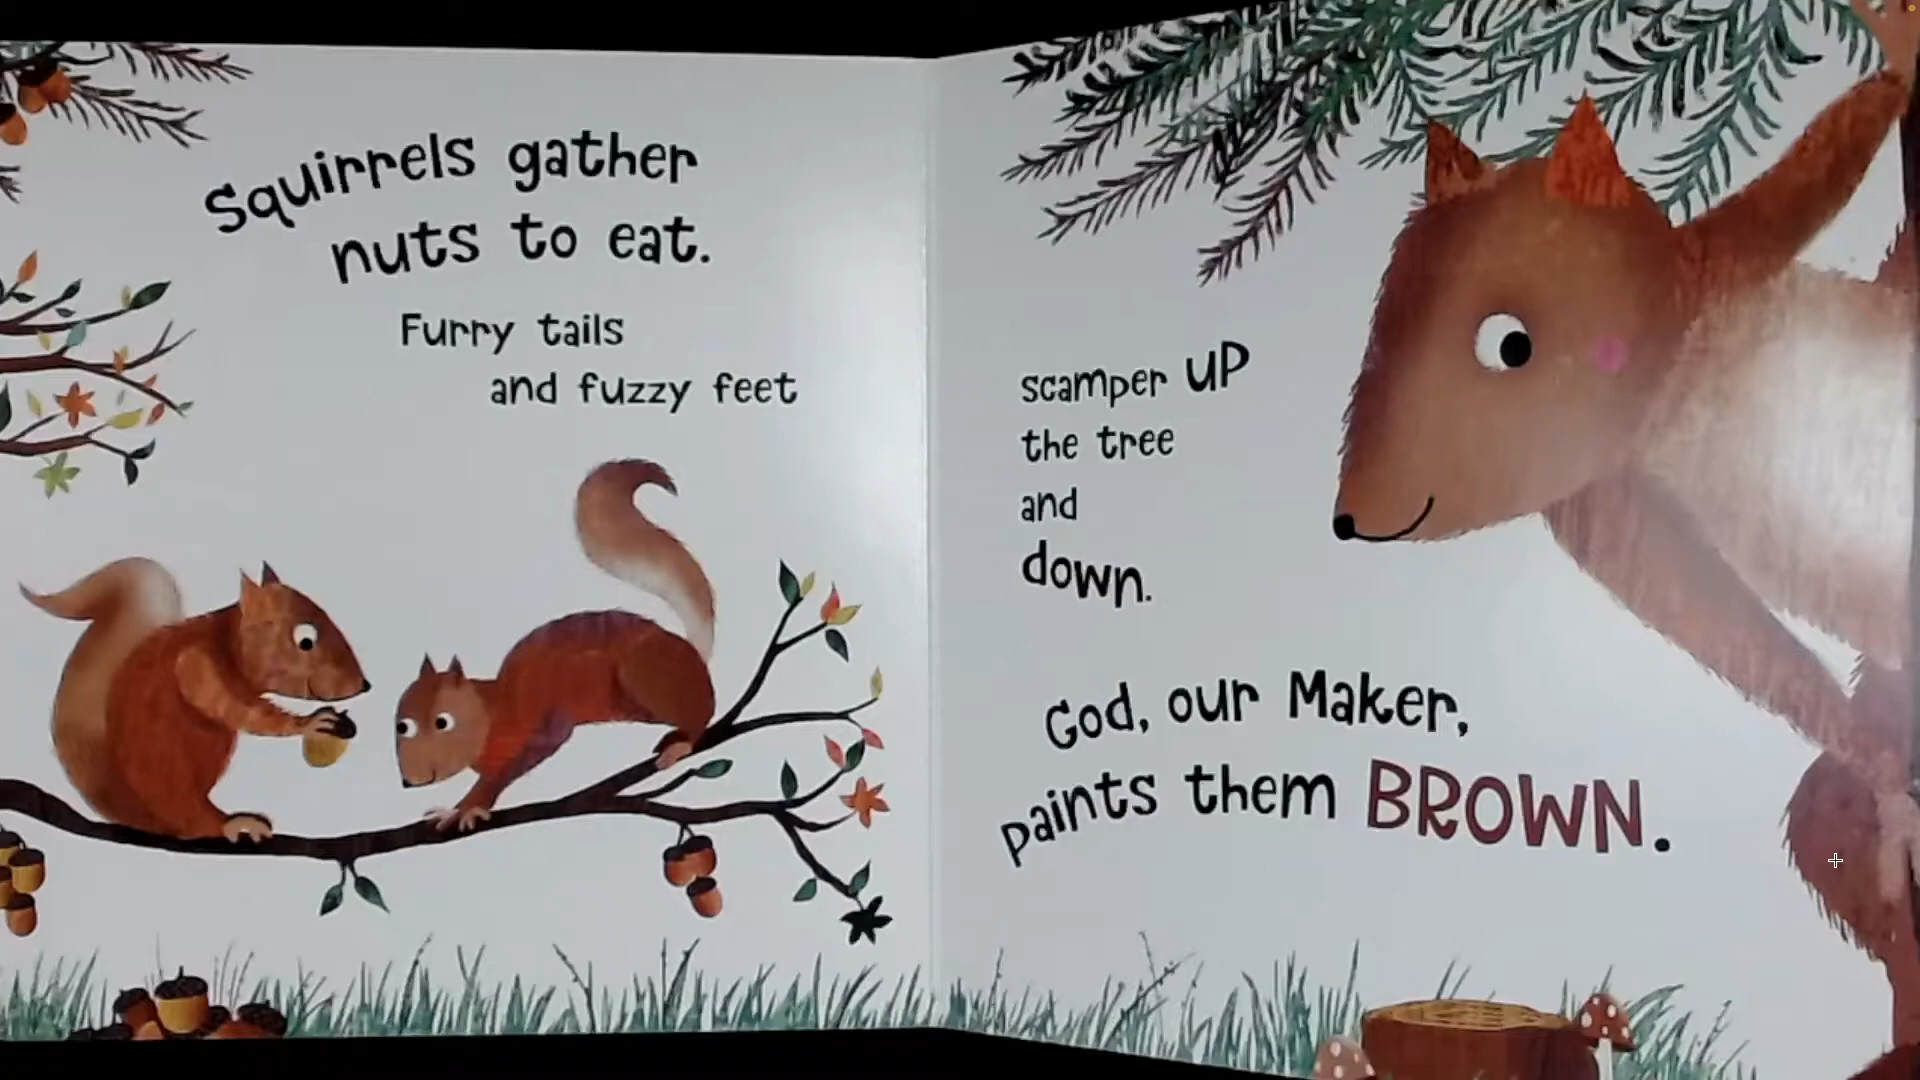 Squirrels gather
nuts to eat.
Furry tails
and fuzzy feet
scamper UP
the tree
and
down.
God, our Maker,
paints them BROWN.